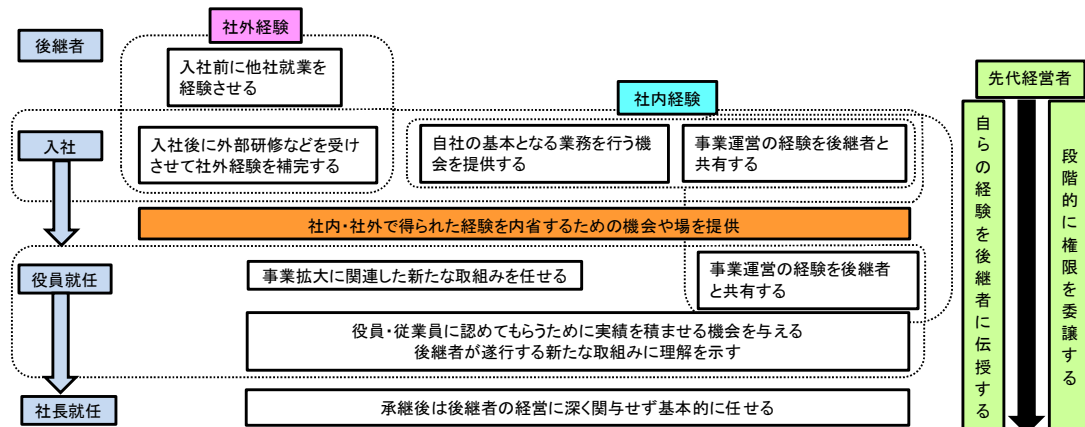 社外経験
後継者
入社前に他社就業を
経験させる
先代経営者
社内経験
入社
入社後に外部研修などを受け
させて社外経験を補完する
自社の基本となる業務を行う機
会を提供する
事業運営の経験を後継者と
共有する
社内・社外で得られた経験を内省するための機会や場を提供
役員就任
事業拡大に関連した新たな取組みを任せる
事業運営の経験を後継者
と共有する
役員・従業員に認めてもらうために実績を積ませる機会を与える
後継者が遂行する新たな取組みに理解を示す
社長就任
承継後は後継者の経営に深く関与せず基本的に任せる
自らの経験を後継者に伝授する
段階的に権限を委譲する